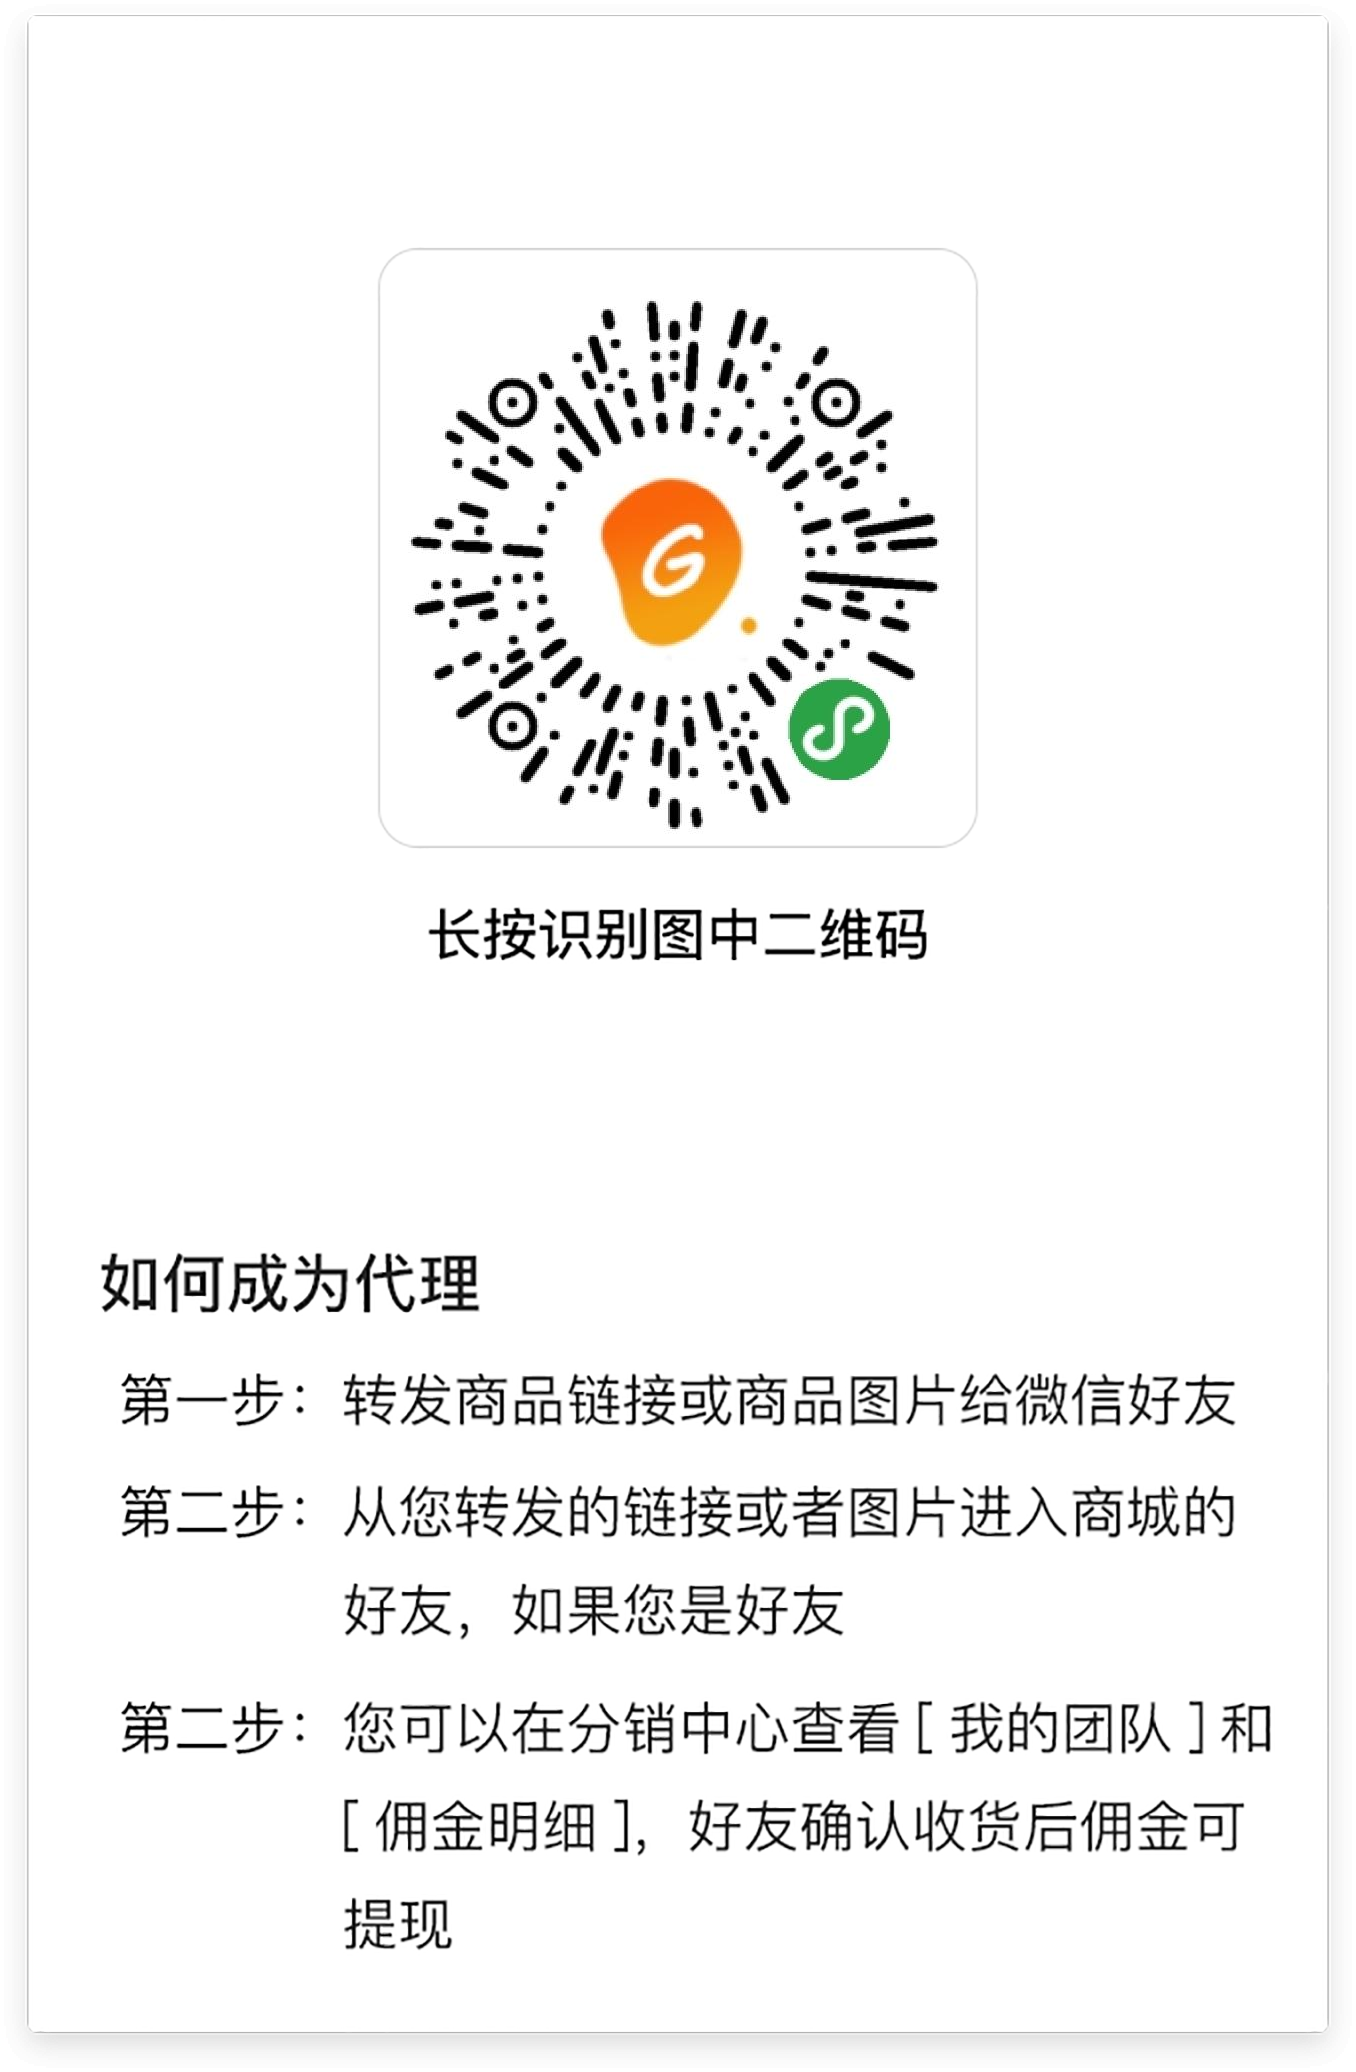 G
长按识别图中二维码
如何成为代理
第一步：转发商品链接或商品图片给微信好友
第二步：从您转发的链接或者图片进入商城的
好友，如果您是好友
第二步：您可以在分销中心查看[ 我的团队 ]和
[ 佣金明细 ]，好友确认收货后佣金可
提现